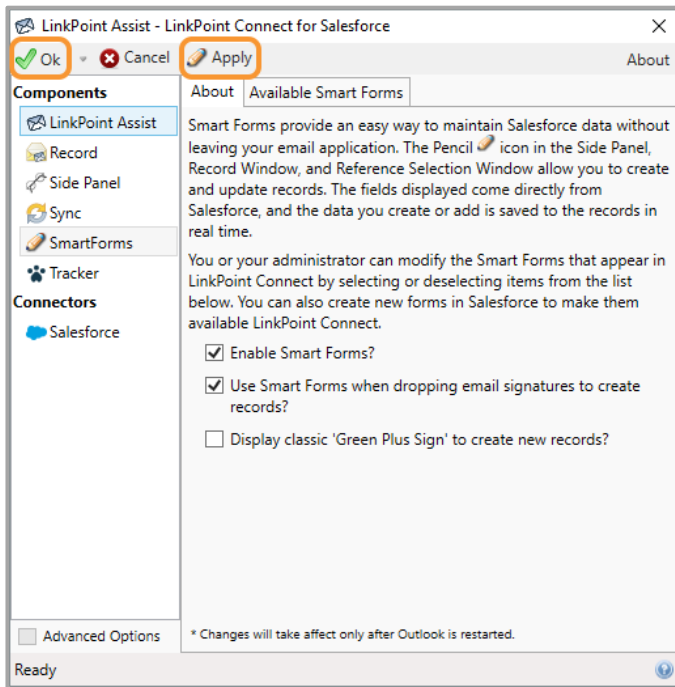 LinkPoint Assist - LinkPoint Connect for Salesforce
Ok Cancel Apply About
Components
LinkPoint Assist
Record
Side Panel
Sync
SmartForms
Tracker
Connectors
Salesforce
Advanced Options
About Available Smart Forms
Smart Forms provide an easy way to maintain Salesforce data without
leaving your email application. The Pencil icon in the Side Panel,
Record Window, and Reference Selection Window allow you to create
and update records. The fields displayed come directly from
Salesforce, and the data you create or add is saved to the records in
real time.
You or your administrator can modify the Smart Forms that appear in
LinkPoint Connect by selecting or deselecting items from the list
below. You can also create new forms in Salesforce to make them
available LinkPoint Connect.
Enable Smart Forms?
Use Smart Forms when dropping email signatures to create
records?
Display classic 'Green Plus Sign' to create new records?
* Changes will take affect only after Outlook is restarted.
Ready